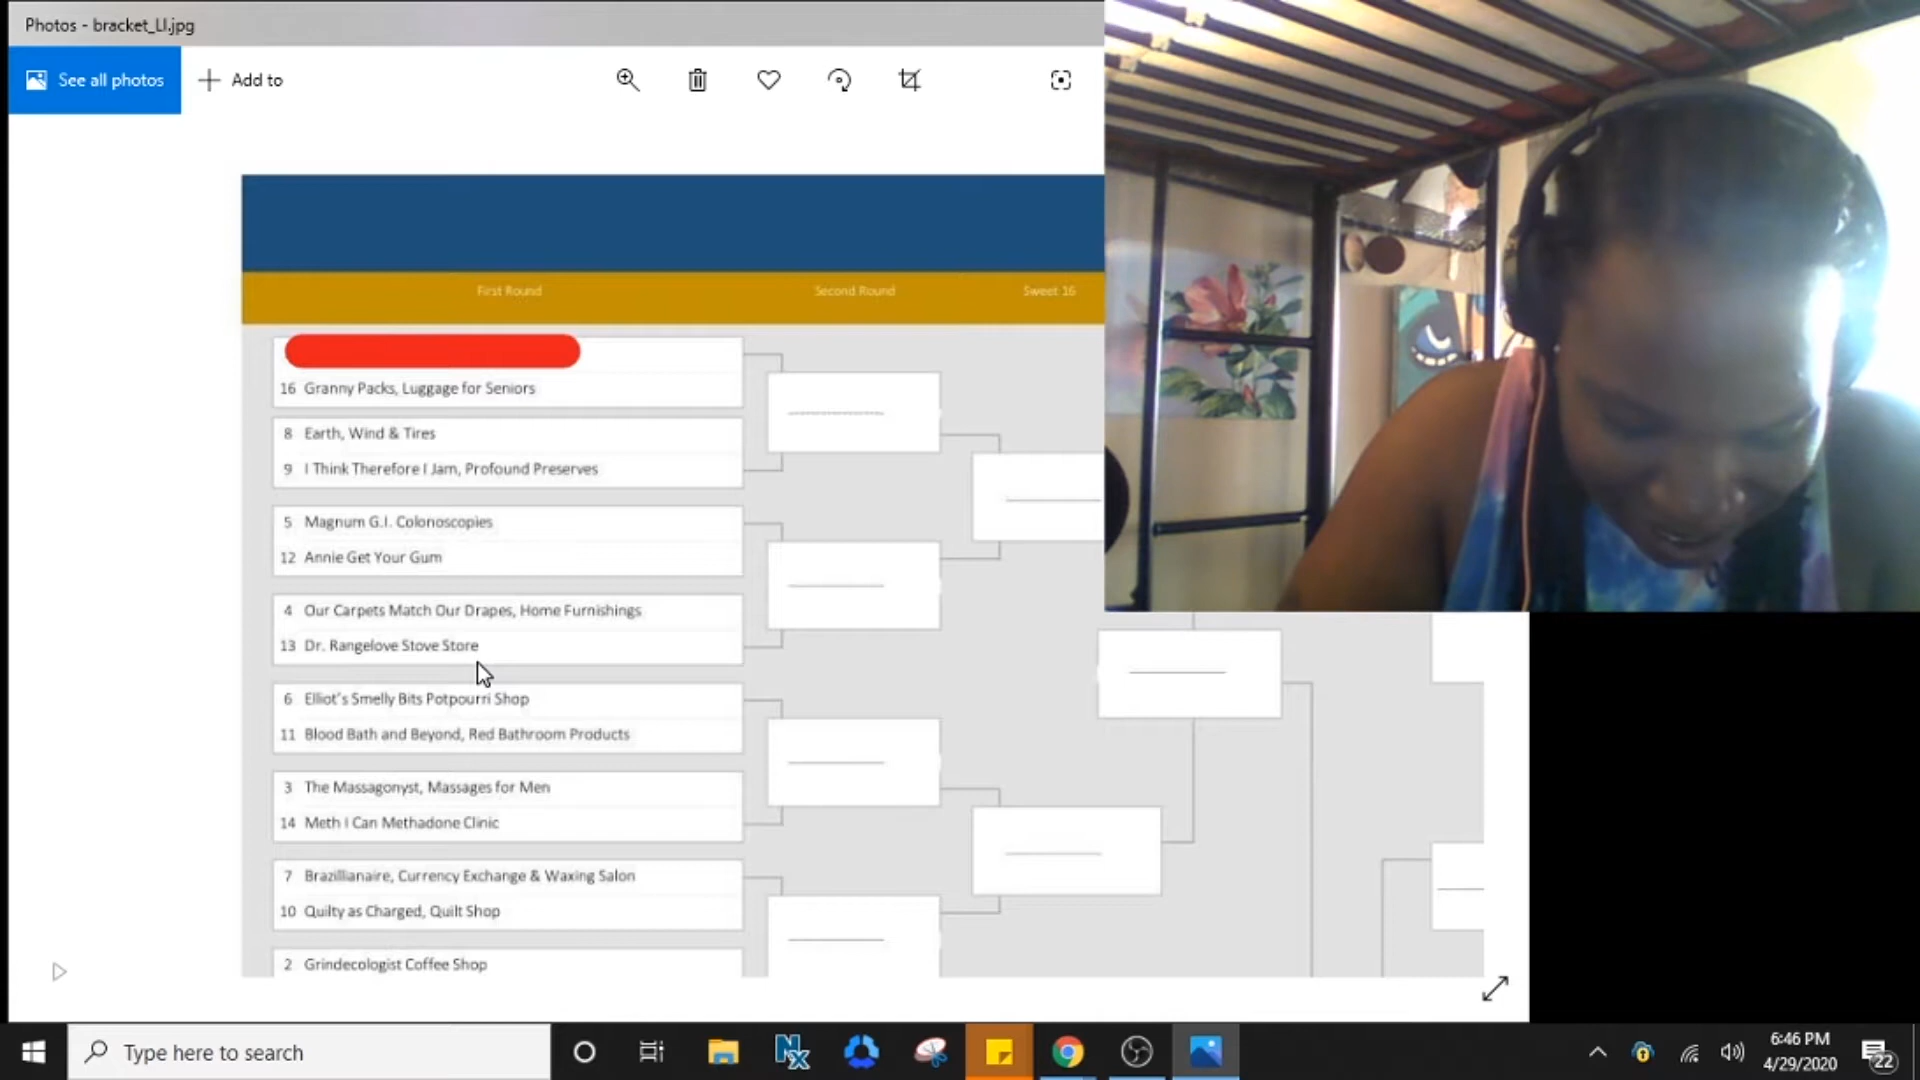 Photos - bracket_LI.jpg
See all photos
Add to
First Round
Second Round
Sweet 16
16 Granny Packs, Luggage for Seniors
8 Earth, Wind & Tires
9 I Think Therefore I Jam, Profound Preserves
5 Magnum G.I. Colonoscopies
12 Annie Get Your Gum
4 Our Carpets Match Our Drapes, Home Furnishings
13 Dr. Rangelove Stove Store
6 Elliot's Smelly Bits Potpourri Shop
11 Blood Bath and Beyond, Red Bathroom Products
3 The Massagonyst, Massages for Men
14 Meth I Can Methadone Clinic
7 Brazillianaire, Currency Exchange & Waxing Salon
10 Quilty as Charged, Quilt Shop
2 Grindecologist Coffee Shop
Type here to search
Nx
6:46 PM
4/29/2020
22